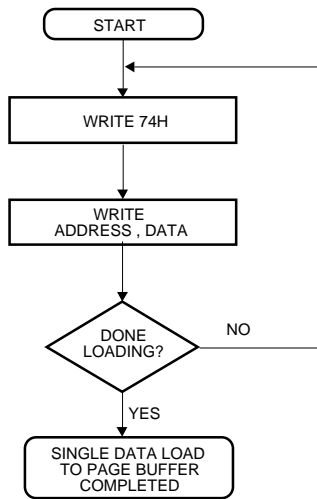 START
WRITE 74H
WRITE
ADDRESS , DATA
DONE
LOADING?
NO
YES
SINGLE DATA LOAD
TO PAGE BUFFER
COMPLETED